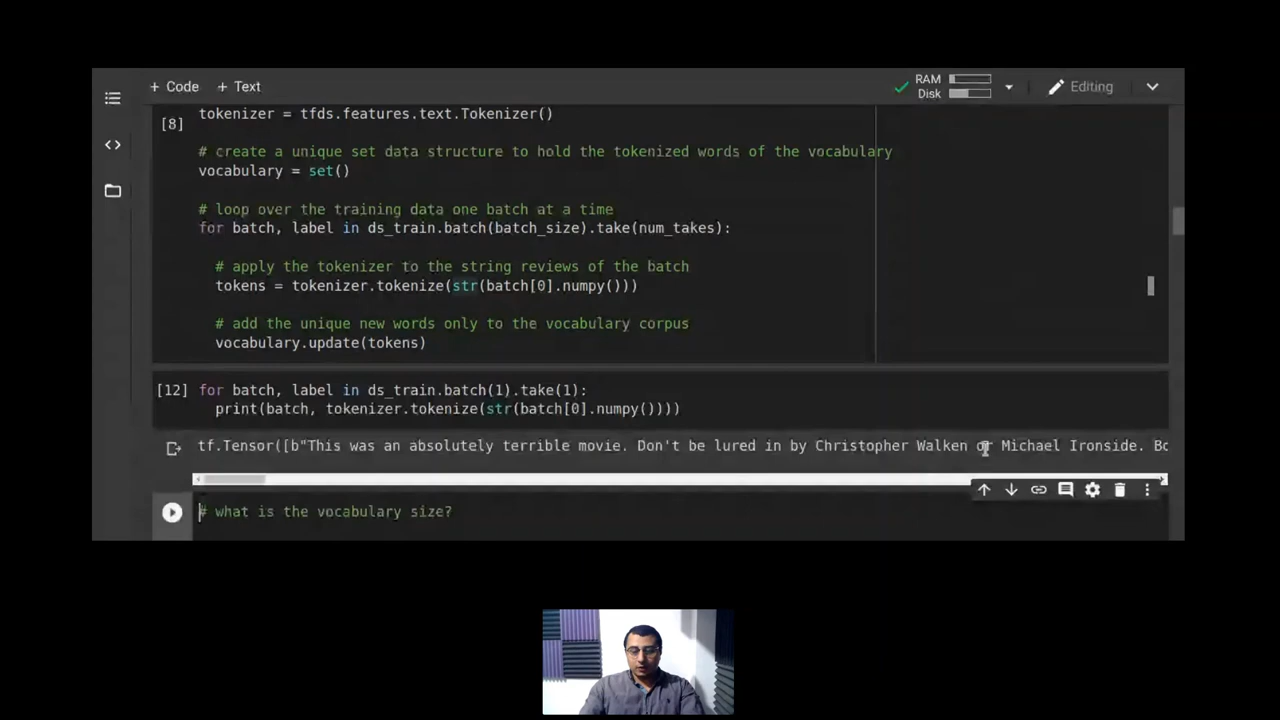 + Code + Text
RAM
Disk
Editing
tokenizer = tfds.features.text.Tokenizer()
[8]
# create a unique set data structure to hold the tokenized words of the vocabulary
vocabulary = set()
# loop over the training data one batch at a time
for batch, label in ds_train.batch(batch_size).take(num_takes):
# apply the tokenizer to the string reviews of the batch
tokens = tokenizer.tokenize(str(batch[0].numpy()))
# add the unique new words only to the vocabulary corpus
vocabulary.update(tokens)
[12] for batch, label in ds_train.batch(1).take(1):
print(batch, tokenizer.tokenize(str(batch[0].numpy())))
tf.Tensor([b"This was an absolutely terrible movie. Don't be lured in by Christopher Walken or Michael Ironside. Bo
# what is the vocabulary size?